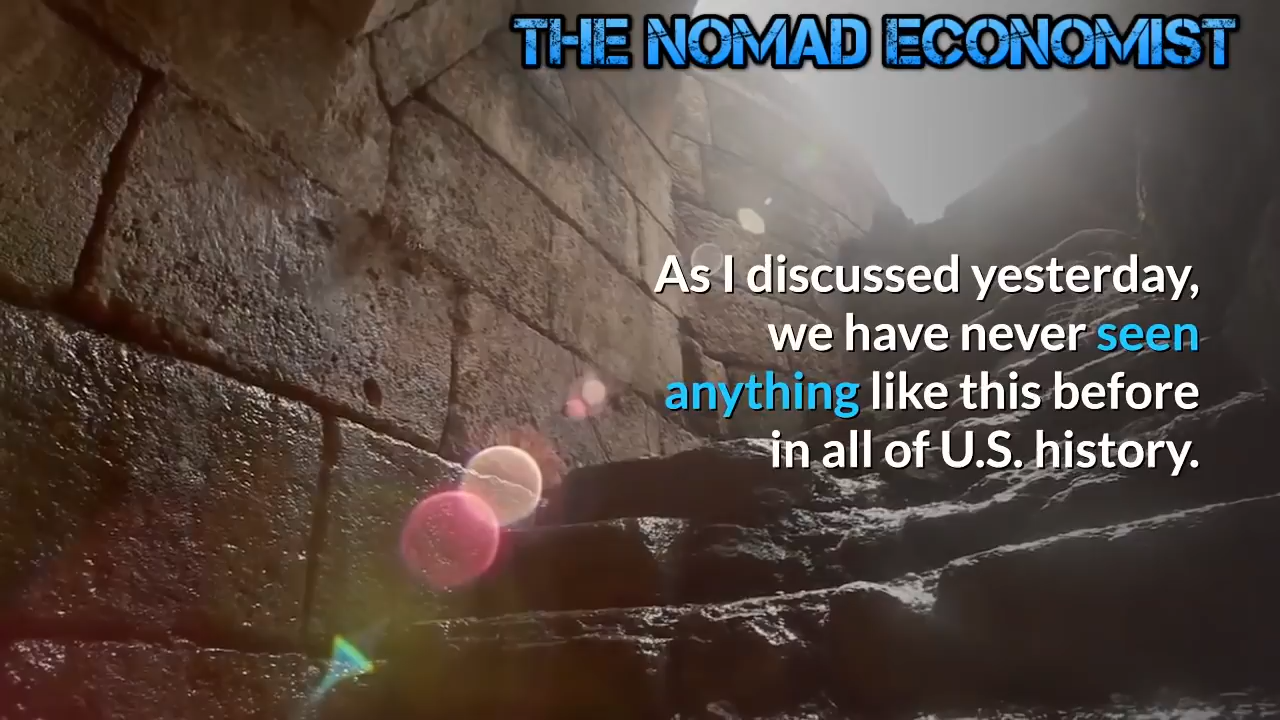 THE NOMAD ECONOMIST
As I discussed yesterday,
we have never seen
anything like this before
in all of U.S. history.